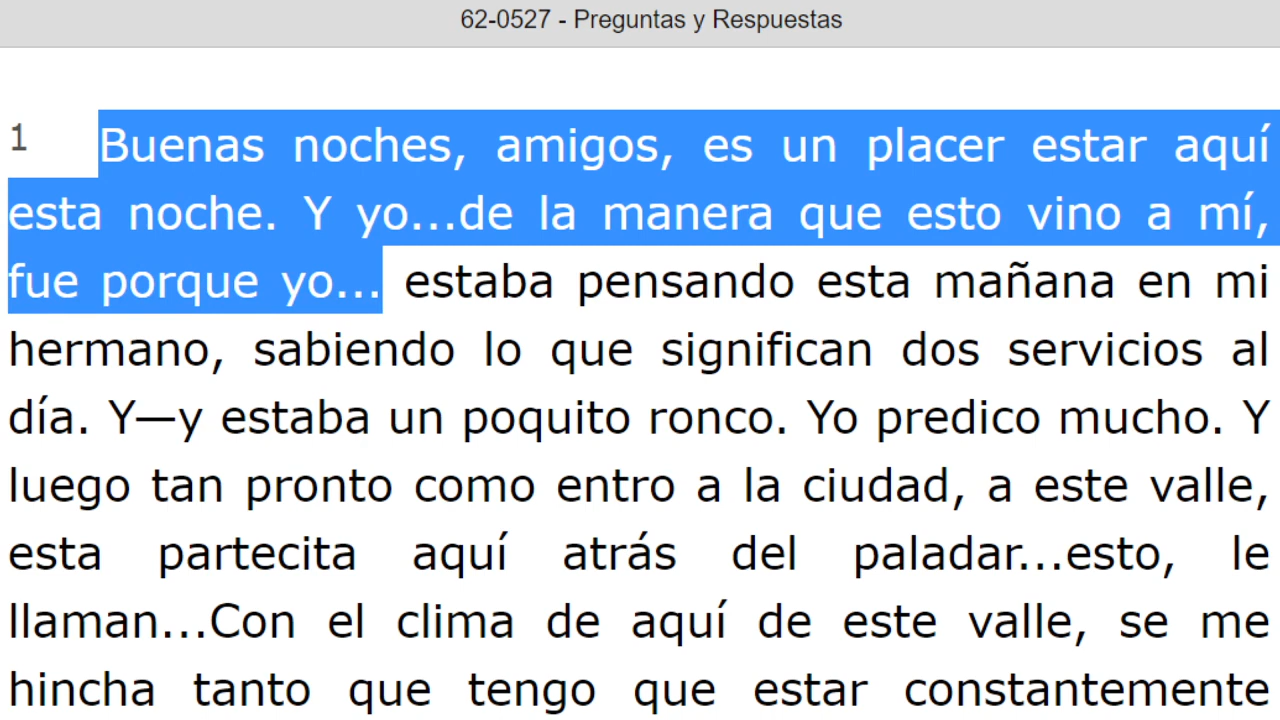 62-0527 - Preguntas y Respuestas
1 Buenas noches, amigos, es un placer estar aquí
esta noche. Y yo...de la manera que esto vino a mí,
fue porque yo... estaba pensando esta mañana en mi
hermano, sabiendo lo que significan dos servicios al
día. Y—y estaba un poquito ronco. Yo predico mucho. Y
luego tan pronto como entro a la ciudad, a este valle,
esta partecita aquí atrás del paladar...esto, le
llaman...Con el clima de aquí de este valle, se me
hincha tanto que tengo que estar constantemente